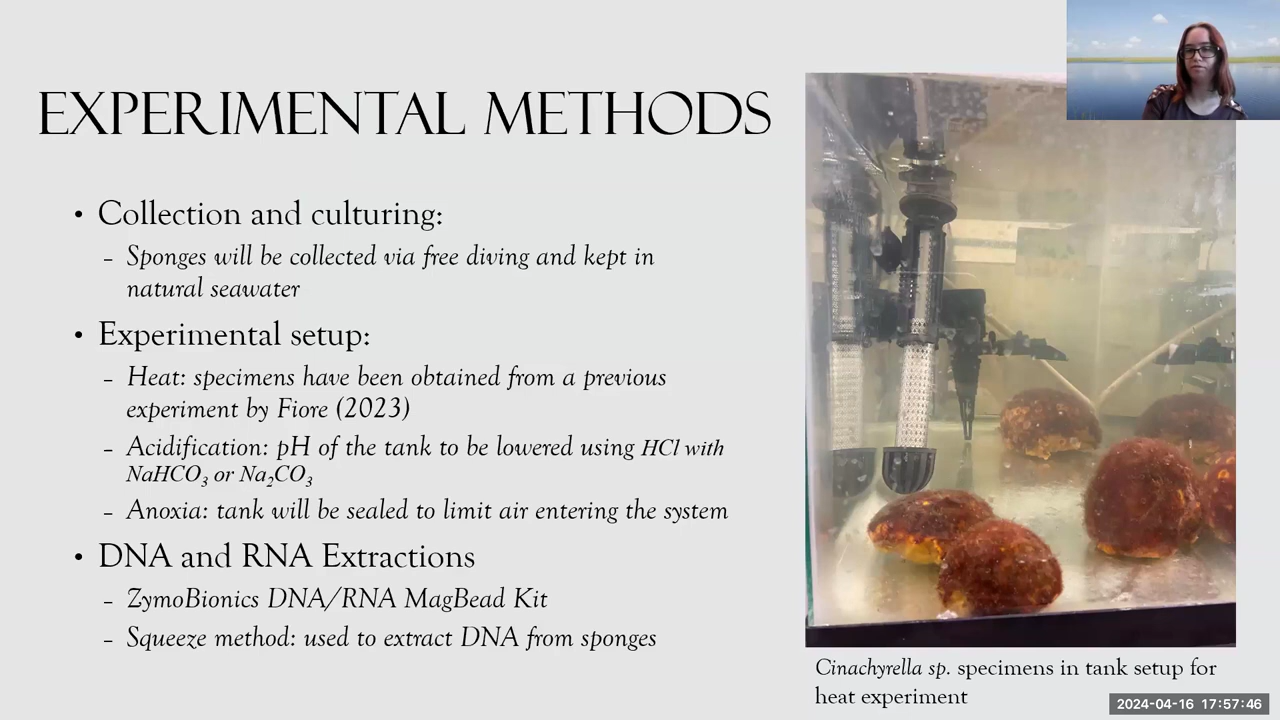 EXPERIMENTAL METHODS
• Collection and culturing:
– Sponges will be collected via free diving and kept in
natural seawater
• Experimental setup:
– Heat: specimens have been obtained from a previous
experiment by Fiore (2023)
– Acidification: pH of the tank to be lowered using HCl with
NaHCO₃ or Na₂CO₃
– Anoxia: tank will be sealed to limit air entering the system
• DNA and RNA Extractions
– ZymoBionics DNA/RNA MagBead Kit
– Squeeze method: used to extract DNA from sponges
Cinachyrella sp. specimens in tank setup for
heat experiment
2024-04-16 17:57:46